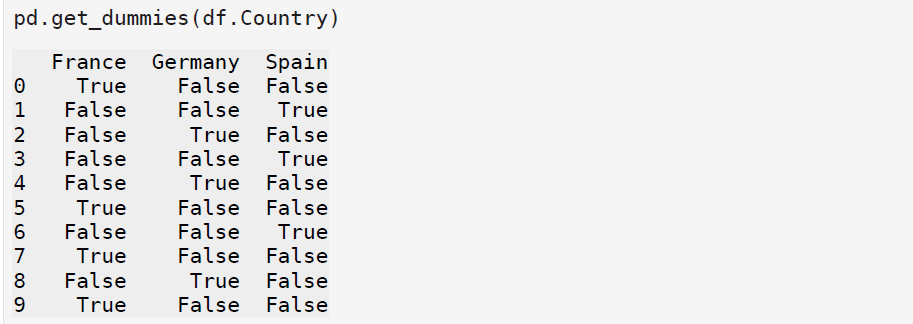 pd.get_dummies(df.Country)
France Germany Spain
0 True False False
1 False False True
2 False True False
3 False False True
4 False True False
5 True False False
6 False False True
7 True False False
8 False True False
9 True False False